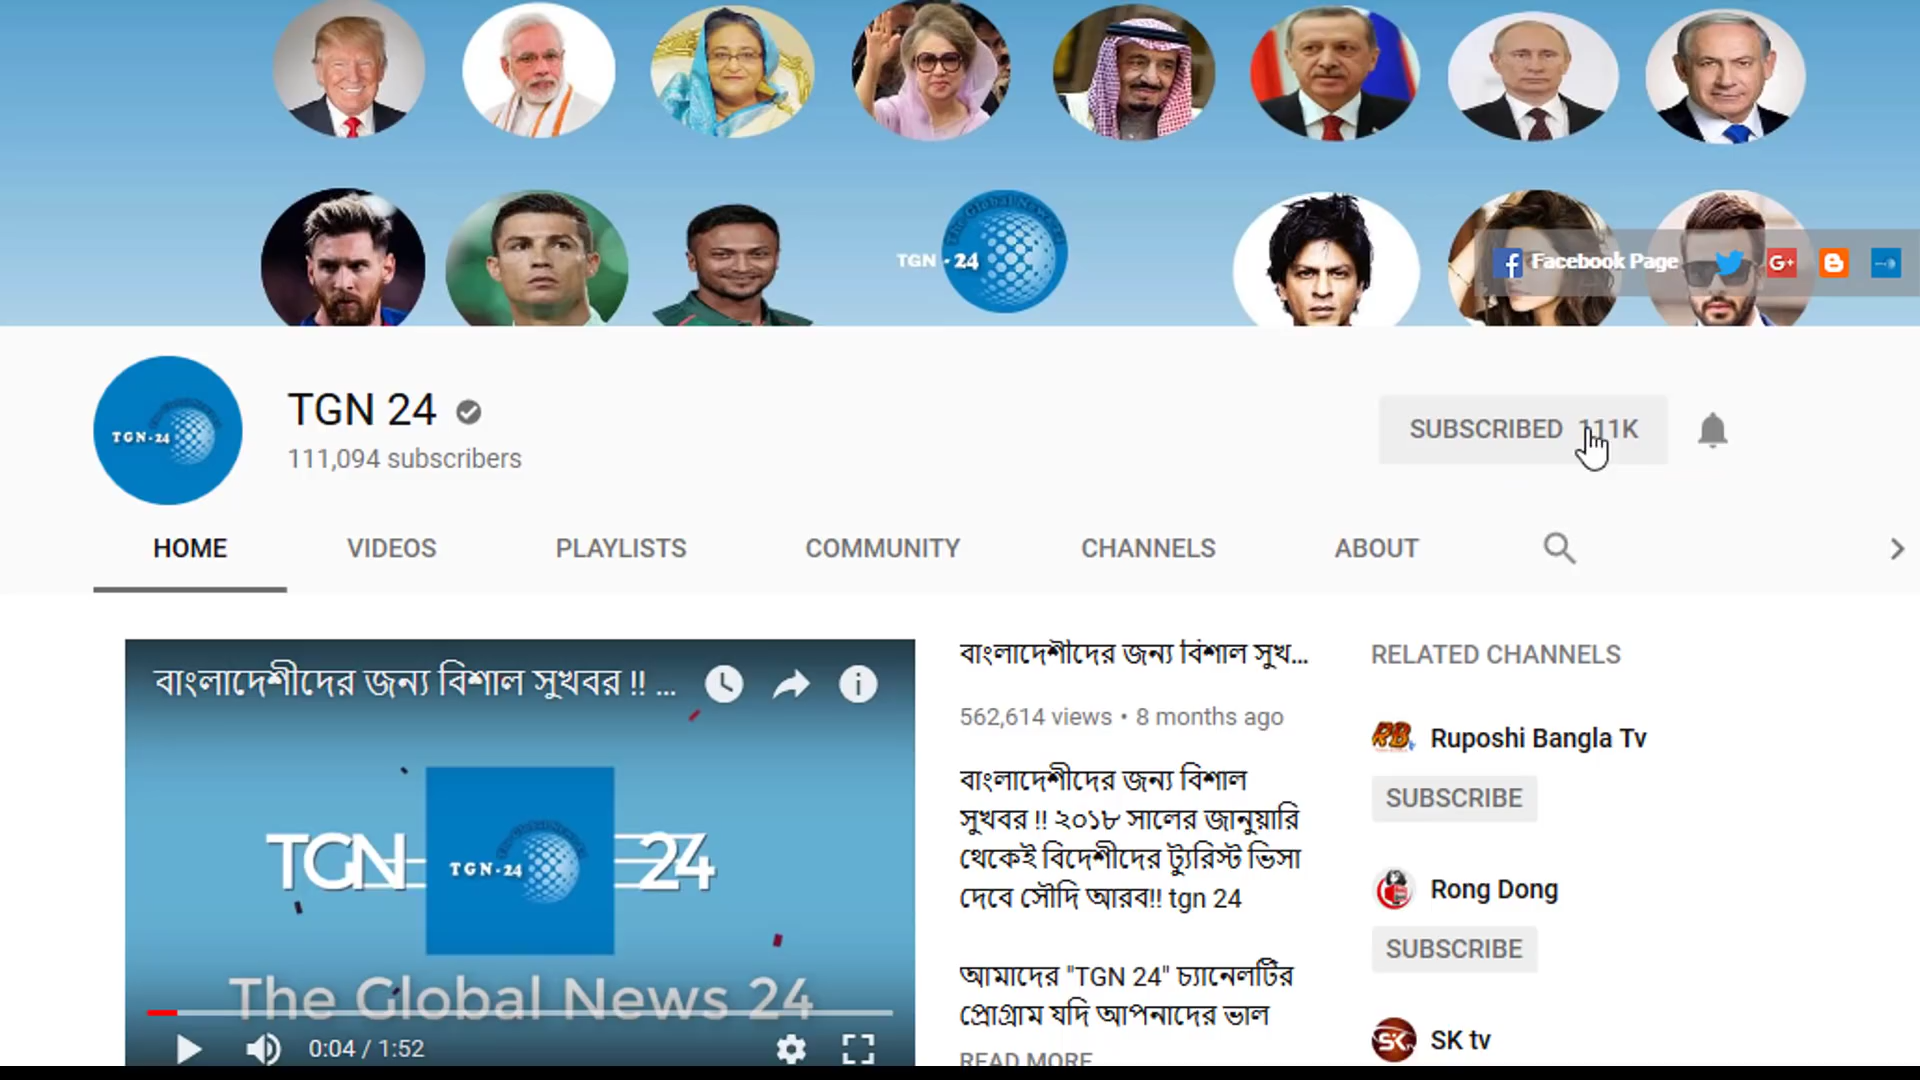 TGN - 24
Facebook Page
G+
TGN-24
TGN 24
111,094 subscribers
SUBSCRIBED 111K
HOME VIDEOS PLAYLISTS COMMUNITY CHANNELS ABOUT
বাংলাদেশীদের জন্য বিশাল সুখবর !! ...
TGN 24
TGN-24
The Global News 24
0:04 / 1:52
বাংলাদেশীদের জন্য বিশাল সুখ...
562,614 views • 8 months ago
বাংলাদেশীদের জন্য বিশাল
সুখবর !! ২০১৮ সালের জানুয়ারি
থেকেই বিদেশীদের ট্যুরিস্ট ভিসা
দেবে সৌদি আরব!! tgn 24
আমাদের "TGN 24" চ্যানেলটির
প্রোগ্রাম যদি আপনাদের ভাল
READ MORE
RELATED CHANNELS
Ruposhi Bangla Tv
SUBSCRIBE
Rong Dong
SUBSCRIBE
SK tv